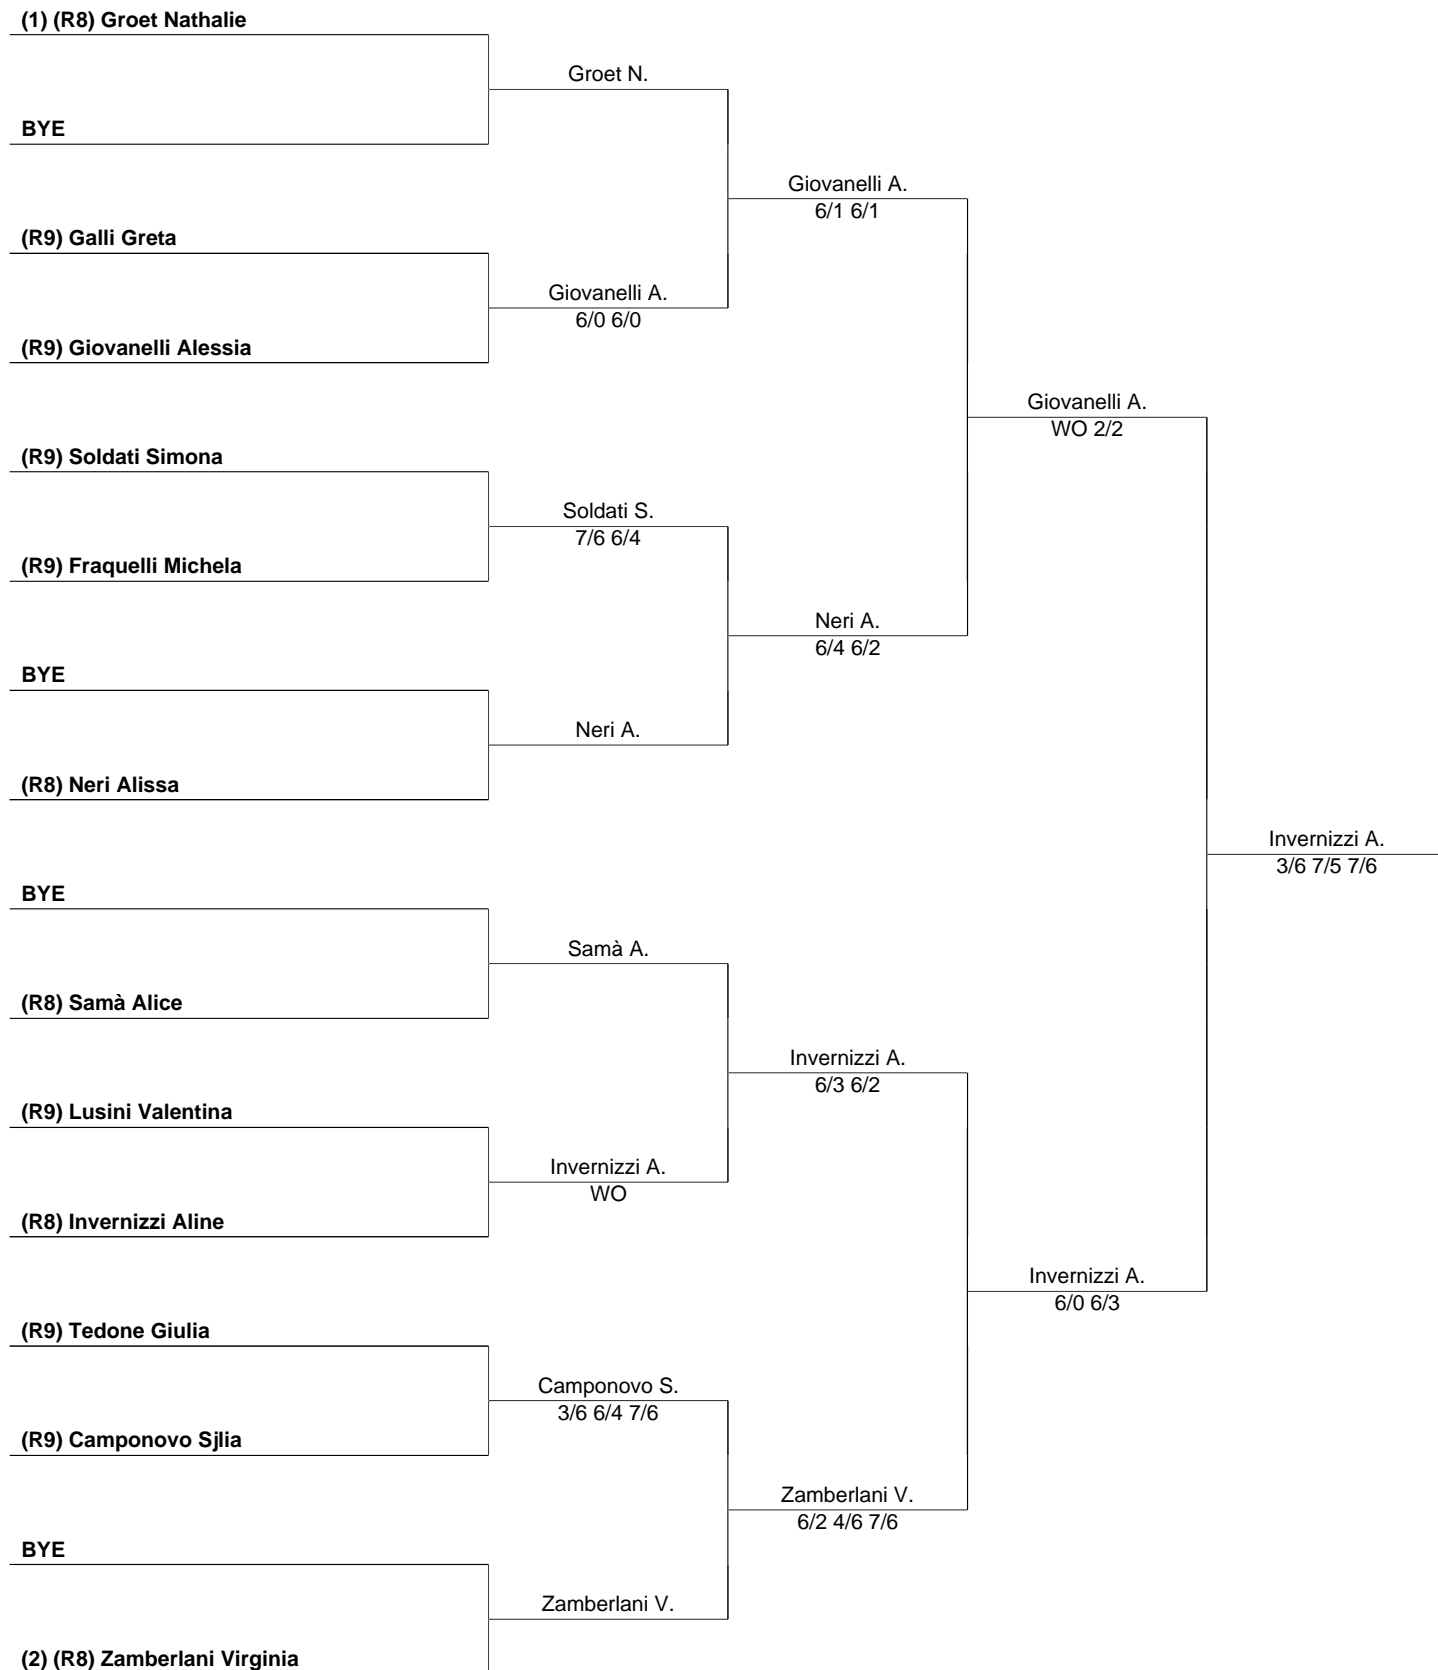 (1) (R8) Groet Nathalie
Groet N.
BYE
Giovanelli A.
6/1 6/1
(R9) Galli Greta
Giovanelli A.
6/0 6/0
(R9) Giovanelli Alessia
Giovanelli A.
WO 2/2
(R9) Soldati Simona
Soldati S.
7/6 6/4
(R9) Fraquelli Michela
Neri A.
6/4 6/2
BYE
Neri A.
(R8) Neri Alissa
Invernizzi A.
3/6 7/5 7/6
BYE
Samà A.
(R8) Samà Alice
Invernizzi A.
6/3 6/2
(R9) Lusini Valentina
Invernizzi A.
WO
(R8) Invernizzi Aline
Invernizzi A.
6/0 6/3
(R9) Tedone Giulia
Camponovo S.
3/6 6/4 7/6
(R9) Camponovo Sjlia
Zamberlani V.
6/2 4/6 7/6
BYE
Zamberlani V.
(2) (R8) Zamberlani Virginia